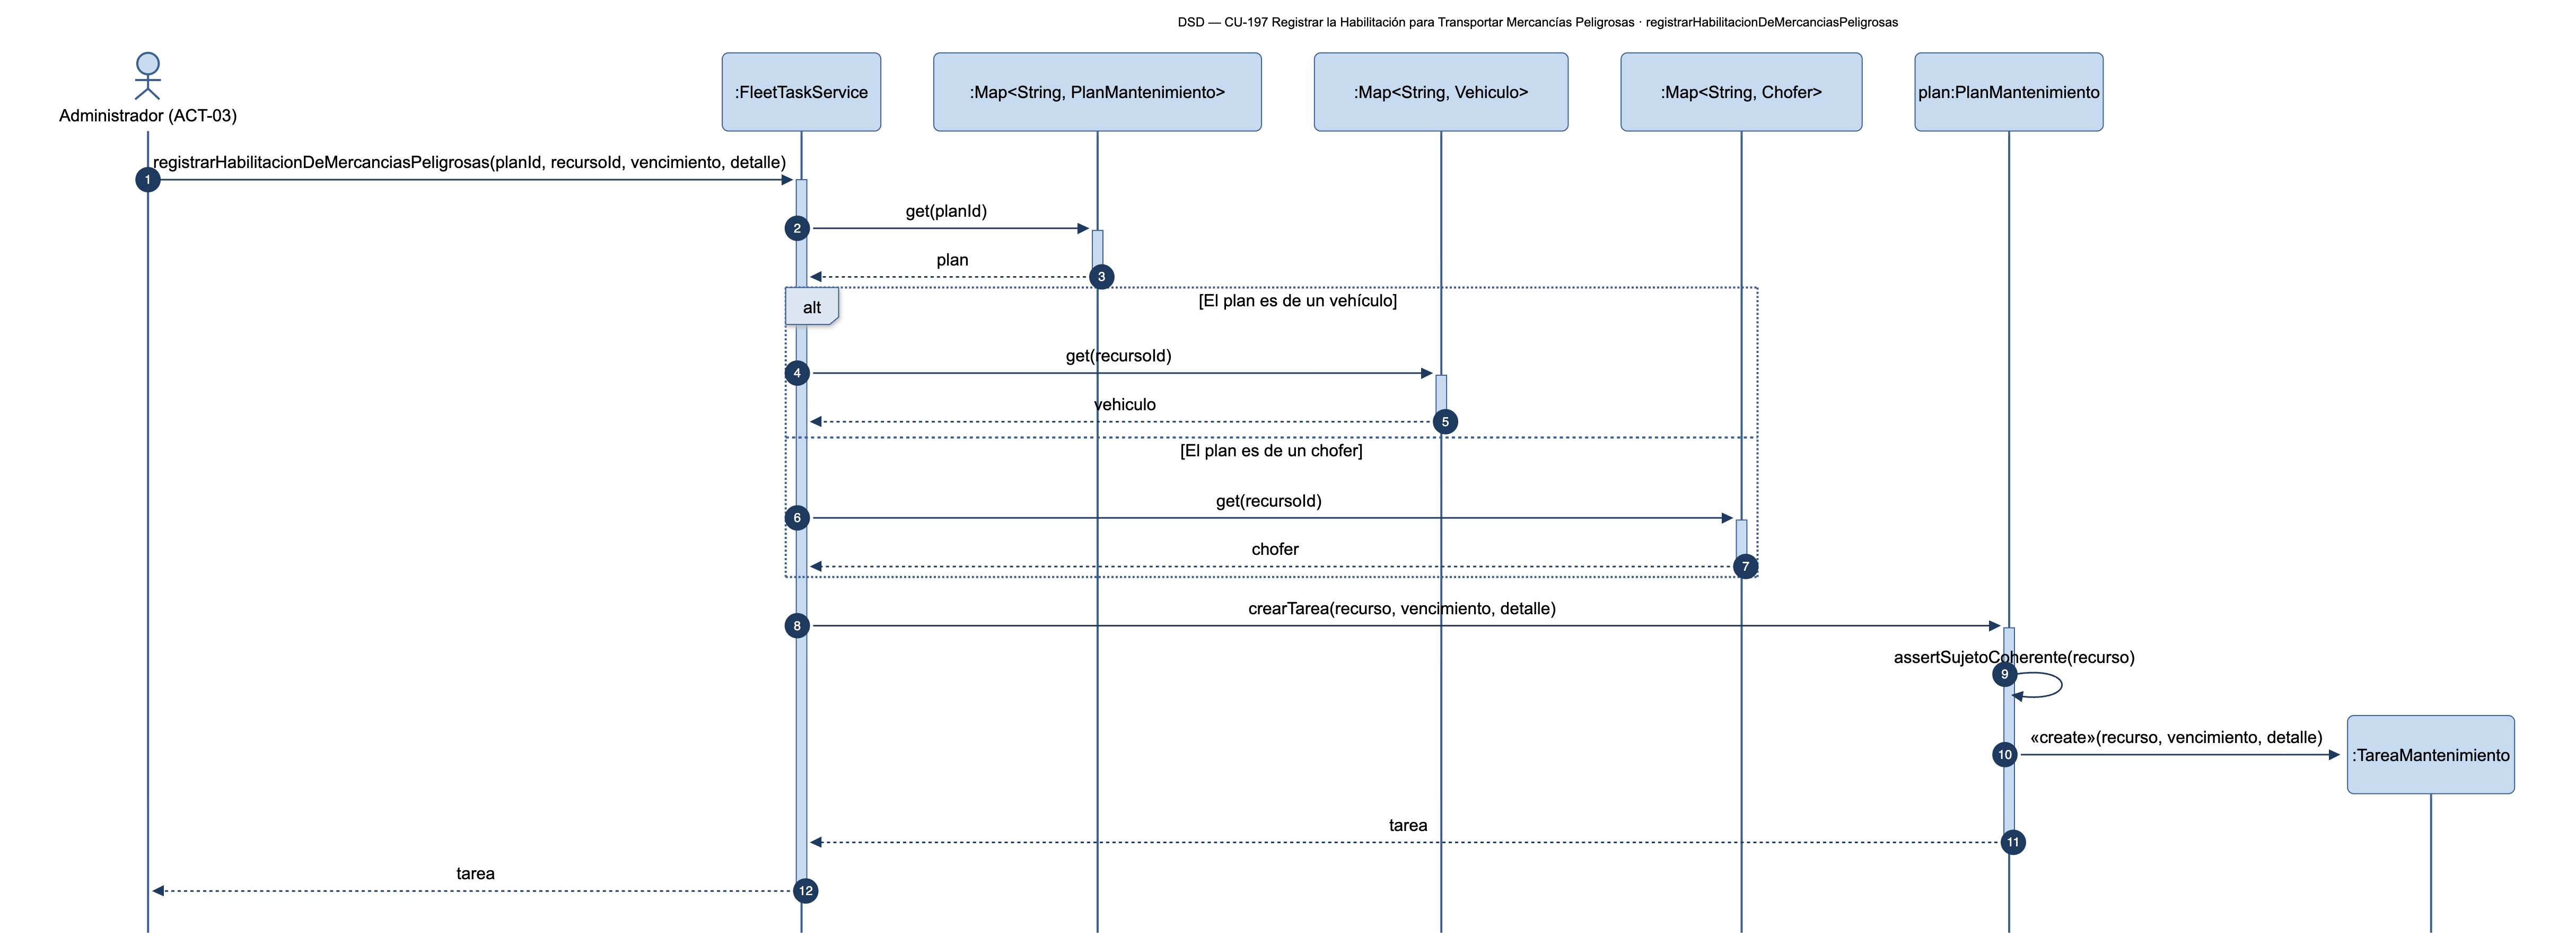 DSD — CU-197 Registrar la Habilitación para Transportar Mercancías Peligrosas · registrarHabilitacionDeMercanciasPeligrosas
Administrador (ACT-03)
:FleetTaskService
:Map<String, PlanMantenimiento>
:Map<String, Vehiculo>
:Map<String, Chofer>
plan:PlanMantenimiento
registrarHabilitacionDeMercanciasPeligrosas(planId, recursoId, vencimiento, detalle)
1
get(planId)
2
plan
3
alt
[El plan es de un vehículo]
get(recursoId)
4
vehiculo
5
[El plan es de un chofer]
get(recursoId)
6
chofer
7
crearTarea(recurso, vencimiento, detalle)
8
assertSujetoCoherente(recurso)
9
«create»(recurso, vencimiento, detalle)
10
:TareaMantenimiento
tarea
11
tarea
12